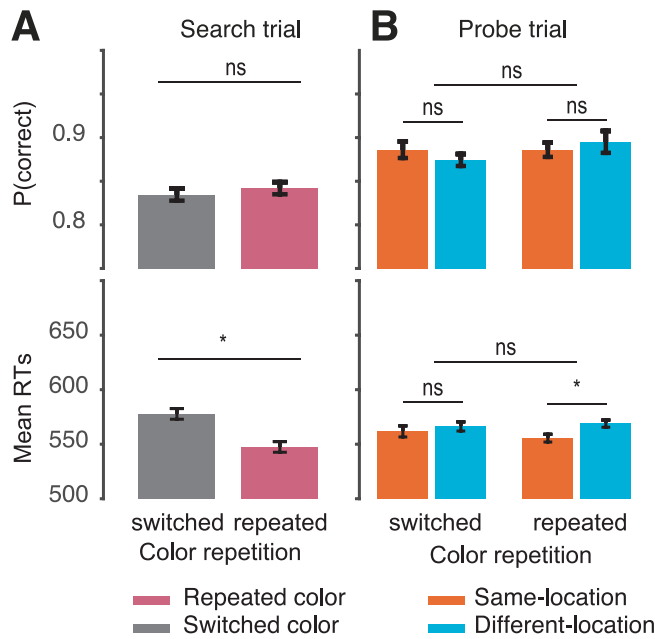 A
Search trial
B
Probe trial
P(correct)
0.9
0.8
ns
ns
ns
ns
Mean RTs
650
600
550
500
*
ns
ns
*
switched repeated
Color repetition
switched repeated
Color repetition
Repeated color
Switched color
Same-location
Different-location